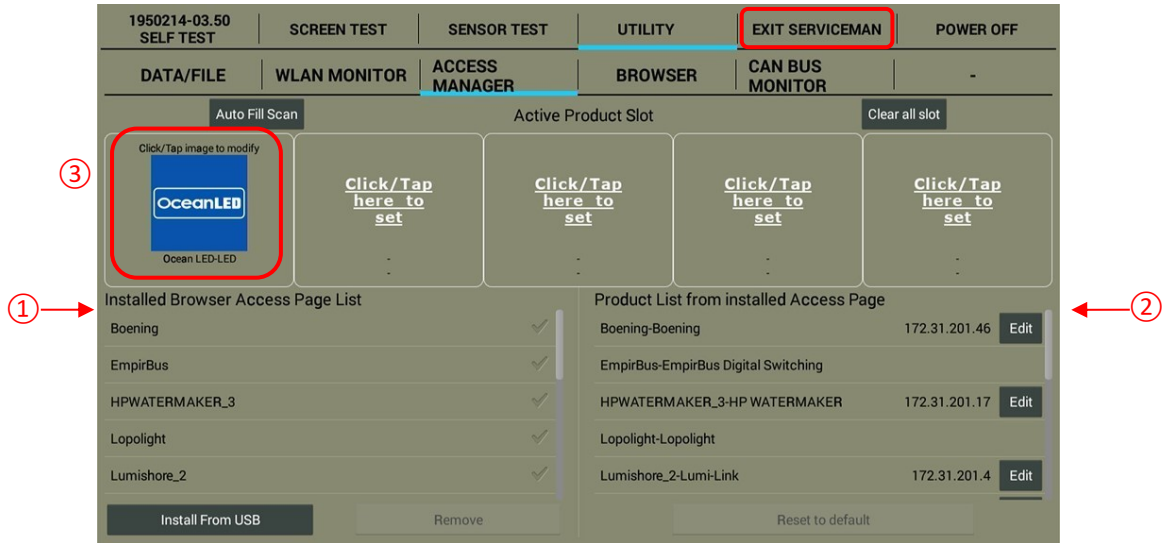 1950214-03.50
SELF TEST
SCREEN TEST
SENSOR TEST
UTILITY
EXIT SERVICEMAN
POWER OFF
DATA/FILE
WLAN MONITOR
ACCESS
MANAGER
BROWSER
CAN BUS
MONITOR
-
Auto Fill Scan
Active Product Slot
Clear all slot
③
Click/Tap image to modify
OceanLED
Ocean LED-LED
Click/Tap
here to
set
-
-
Click/Tap
here to
set
-
-
Click/Tap
here to
set
-
-
Click/Tap
here to
set
-
-
①
Installed Browser Access Page List
Boening
EmpirBus
HPWATERMAKER_3
Lopolight
Lumishore_2
Install From USB
Remove
②
Product List from installed Access Page
Boening-Boening 172.31.201.46 Edit
EmpirBus-EmpirBus Digital Switching
HPWATERMAKER_3-HP WATERMAKER 172.31.201.17 Edit
Lopolight-Lopolight
Lumishore_2-Lumi-Link 172.31.201.4 Edit
Reset to default